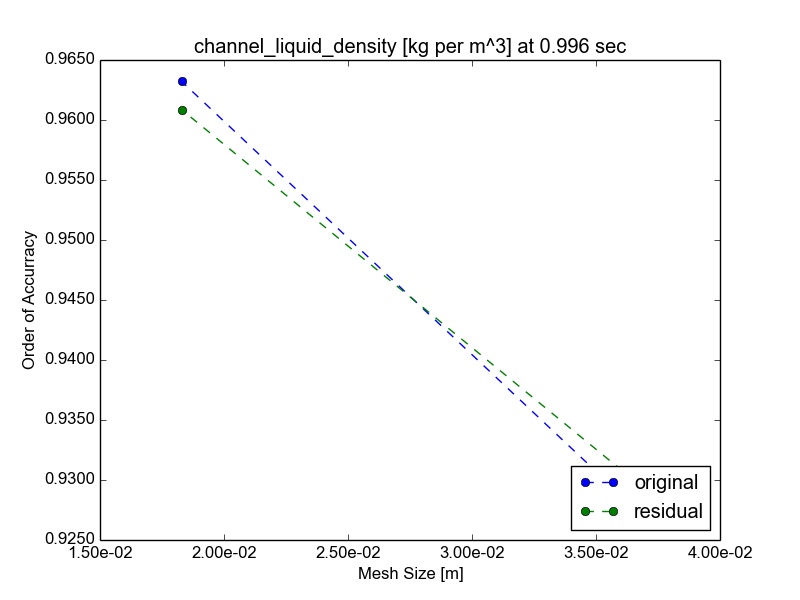 channel_liquid_density [kg per m^3] at 0.996 sec
0.9650
0.9600
0.9550
0.9500
0.9450
0.9400
0.9350
0.9300
0.9250
Order of Accurracy
1.50e-02 2.00e-02 2.50e-02 3.00e-02 3.50e-02 4.00e-02
Mesh Size [m]
original
residual